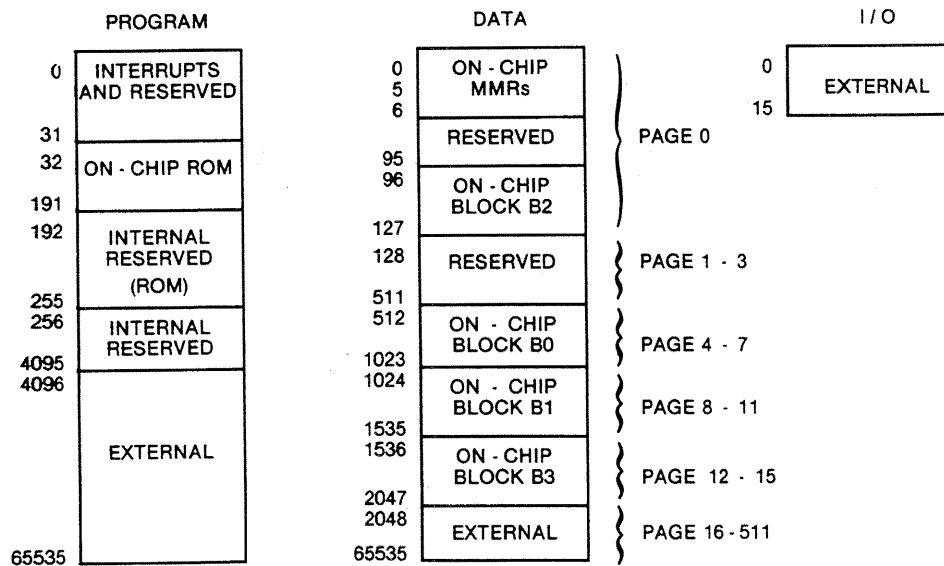 PROGRAM
0
INTERRUPTS
AND RESERVED
31
32
ON - CHIP ROM
191
192
INTERNAL
RESERVED
(ROM)
255
256
INTERNAL
RESERVED
4095
4096
EXTERNAL
65535
DATA
0
ON - CHIP
5
MMRs
6
RESERVED
95
96
ON - CHIP
BLOCK B2
127
PAGE 0
128
RESERVED
511
PAGE 1 - 3
512
ON - CHIP
BLOCK B0
1023
PAGE 4 - 7
1024
ON - CHIP
BLOCK B1
1535
PAGE 8 - 11
1536
ON - CHIP
BLOCK B3
2047
PAGE 12 - 15
2048
EXTERNAL
65535
PAGE 16 - 511
I / O
0
EXTERNAL
15